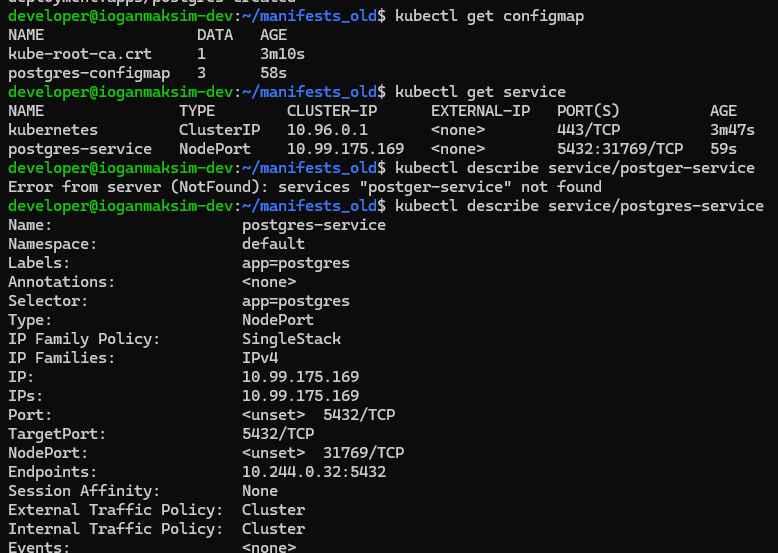 deployment.apps/postgres created
developer@ioganmaksim-dev:~/manifests_old$ kubectl get configmap
NAME                 DATA   AGE
kube-root-ca.crt     1      3m10s
postgres-configmap   3      58s
developer@ioganmaksim-dev:~/manifests_old$ kubectl get service
NAME               TYPE        CLUSTER-IP      EXTERNAL-IP   PORT(S)          AGE
kubernetes         ClusterIP   10.96.0.1       <none>        443/TCP          3m47s
postgres-service   NodePort    10.99.175.169   <none>        5432:31769/TCP   59s
developer@ioganmaksim-dev:~/manifests_old$ kubectl describe service/postger-service
Error from server (NotFound): services "postger-service" not found
developer@ioganmaksim-dev:~/manifests_old$ kubectl describe service/postgres-service
Name:                     postgres-service
Namespace:                default
Labels:                   app=postgres
Annotations:              <none>
Selector:                 app=postgres
Type:                     NodePort
IP Family Policy:         SingleStack
IP Families:              IPv4
IP:                       10.99.175.169
IPs:                      10.99.175.169
Port:                     <unset>  5432/TCP
TargetPort:               5432/TCP
NodePort:                 <unset>  31769/TCP
Endpoints:                10.244.0.32:5432
Session Affinity:         None
External Traffic Policy:  Cluster
Internal Traffic Policy:  Cluster
Events:                   <none>